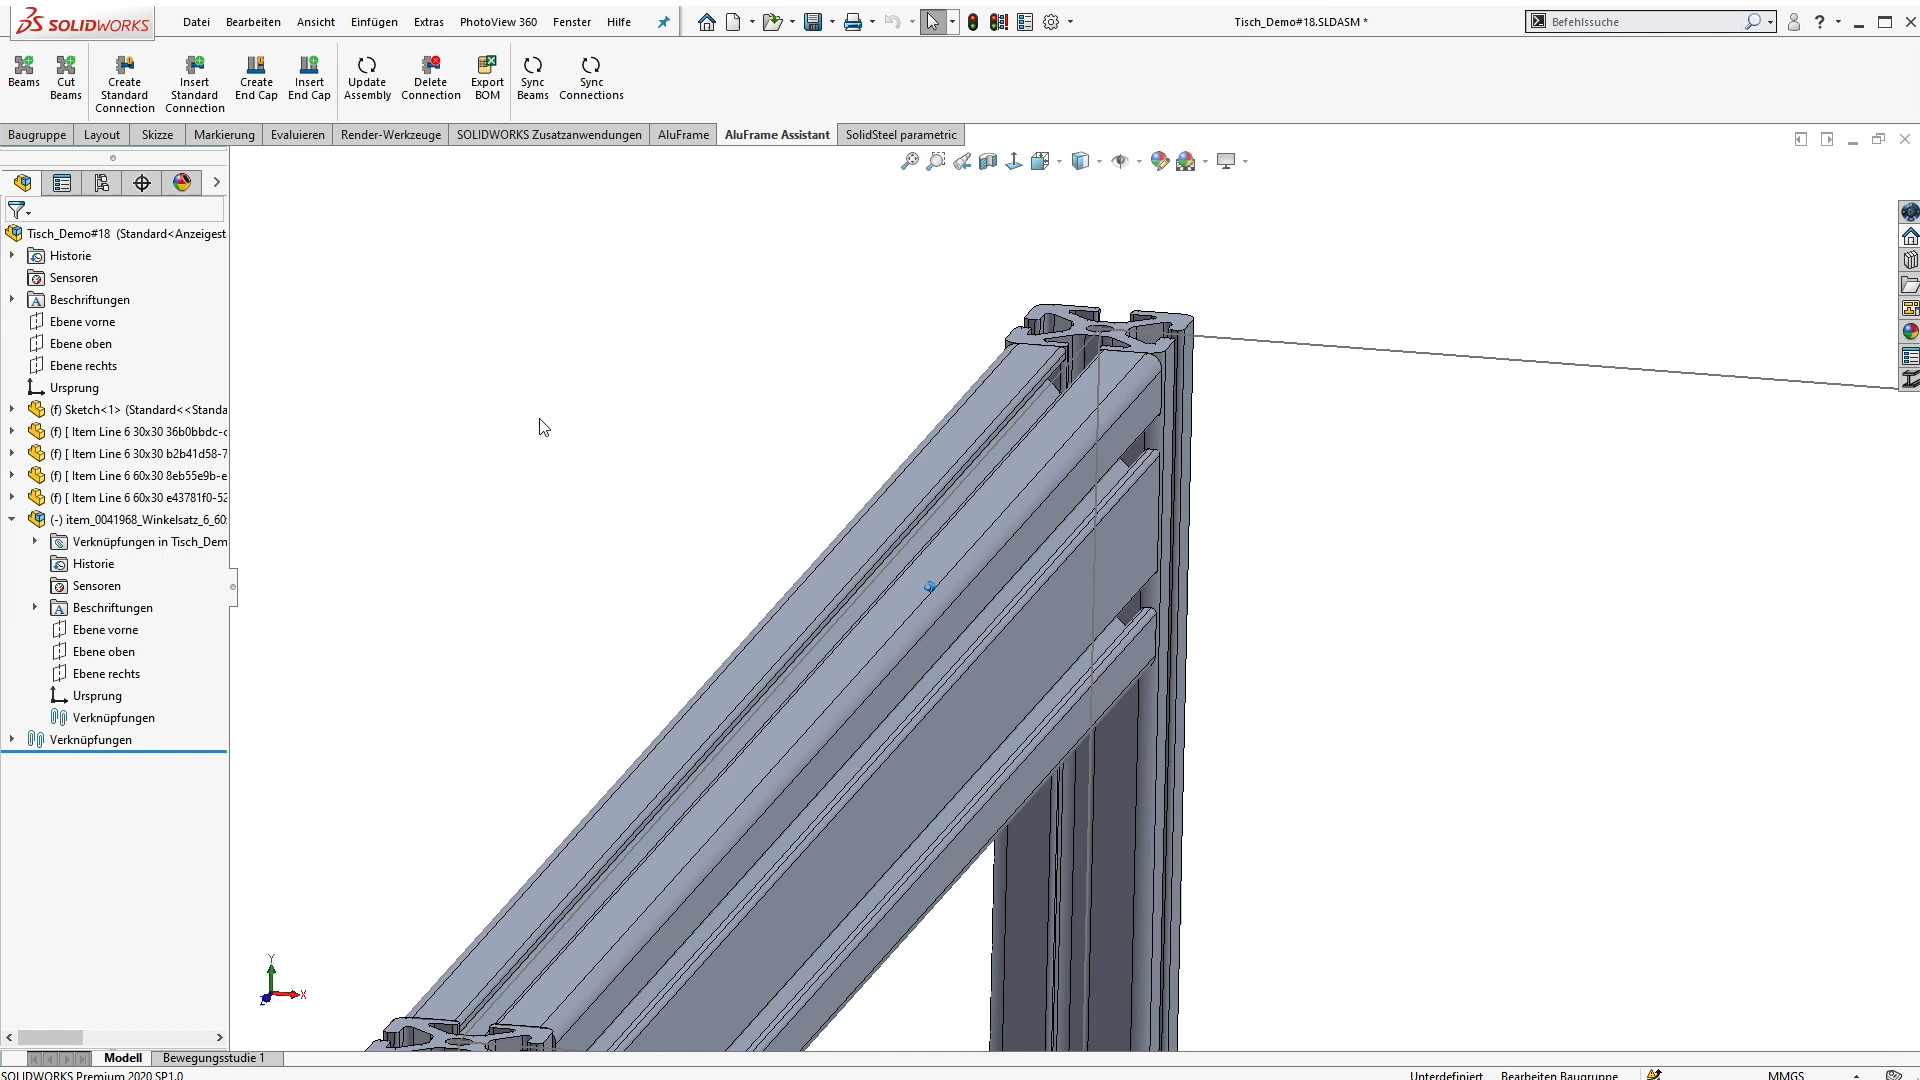 SOLIDWORKS
Datei Bearbeiten Ansicht Einfügen Extras PhotoView 360 Fenster Hilfe
Tisch_Demo#18.SLDASM *
Befehlssuche
?
Beams
Cut Beams
Create Standard Connection
Insert Standard Connection
Create End Cap
Insert End Cap
Update Assembly
Delete Connection
Export BOM
Sync Beams
Sync Connections
Baugruppe Layout Skizze Markierung Evaluieren Render-Werkzeuge SOLIDWORKS Zusatzanwendungen AluFrame AluFrame Assistant SolidSteel parametric
Tisch_Demo#18 (Standard<Anzeigest
Historie
Sensoren
Beschriftungen
Ebene vorne
Ebene oben
Ebene rechts
Ursprung
(f) Sketch<1> (Standard<<Standa
(f) [ Item Line 6 30x30 36b0bbdc-c
(f) [ Item Line 6 30x30 b2b41d58-7
(f) [ Item Line 6 60x30 8eb55e9b-e
(f) [ Item Line 6 60x30 e43781f0-52
(-) item_0041968_Winkelsatz_6_60
Verknüpfungen in Tisch_Dem
Historie
Sensoren
Beschriftungen
Ebene vorne
Ebene oben
Ebene rechts
Ursprung
Verknüpfungen
Verknüpfungen
Y
X
Z
Modell Bewegungsstudie 1
SOLIDWORKS Premium 2020 SP1.0
Unterdefiniert Bearbeiten Baugruppe MMGS